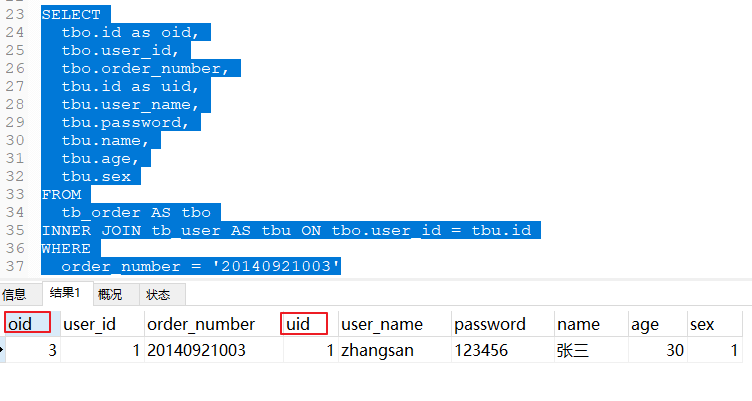 23 SELECT
24 tbo.id as oid,
25 tbo.user_id,
26 tbo.order_number,
27 tbu.id as uid,
28 tbu.user_name,
29 tbu.password,
30 tbu.name,
31 tbu.age,
32 tbu.sex
33 FROM
34 tb_order AS tbo
35 INNER JOIN tb_user AS tbu ON tbo.user_id = tbu.id
36 WHERE
37 order_number = '20140921003'
信息 结果1 概况 状态
oid user_id order_number uid user_name password name age sex
3 1 20140921003 1 zhangsan 123456 张三 30 1